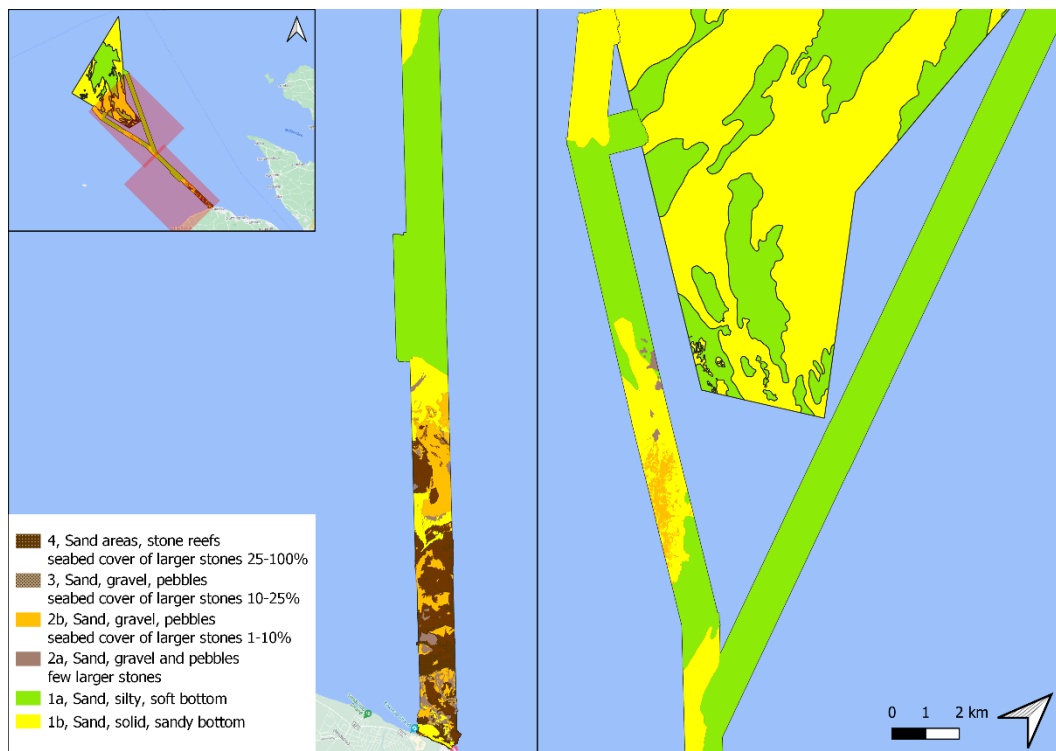 4, Sand areas, stone reefs
seabed cover of larger stones 25-100%
3, Sand, gravel, pebbles
seabed cover of larger stones 10-25%
2b, Sand, gravel, pebbles
seabed cover of larger stones 1-10%
2a, Sand, gravel and pebbles
few larger stones
1a, Sand, silty, soft bottom
1b, Sand, solid, sandy bottom
0 1 2 km